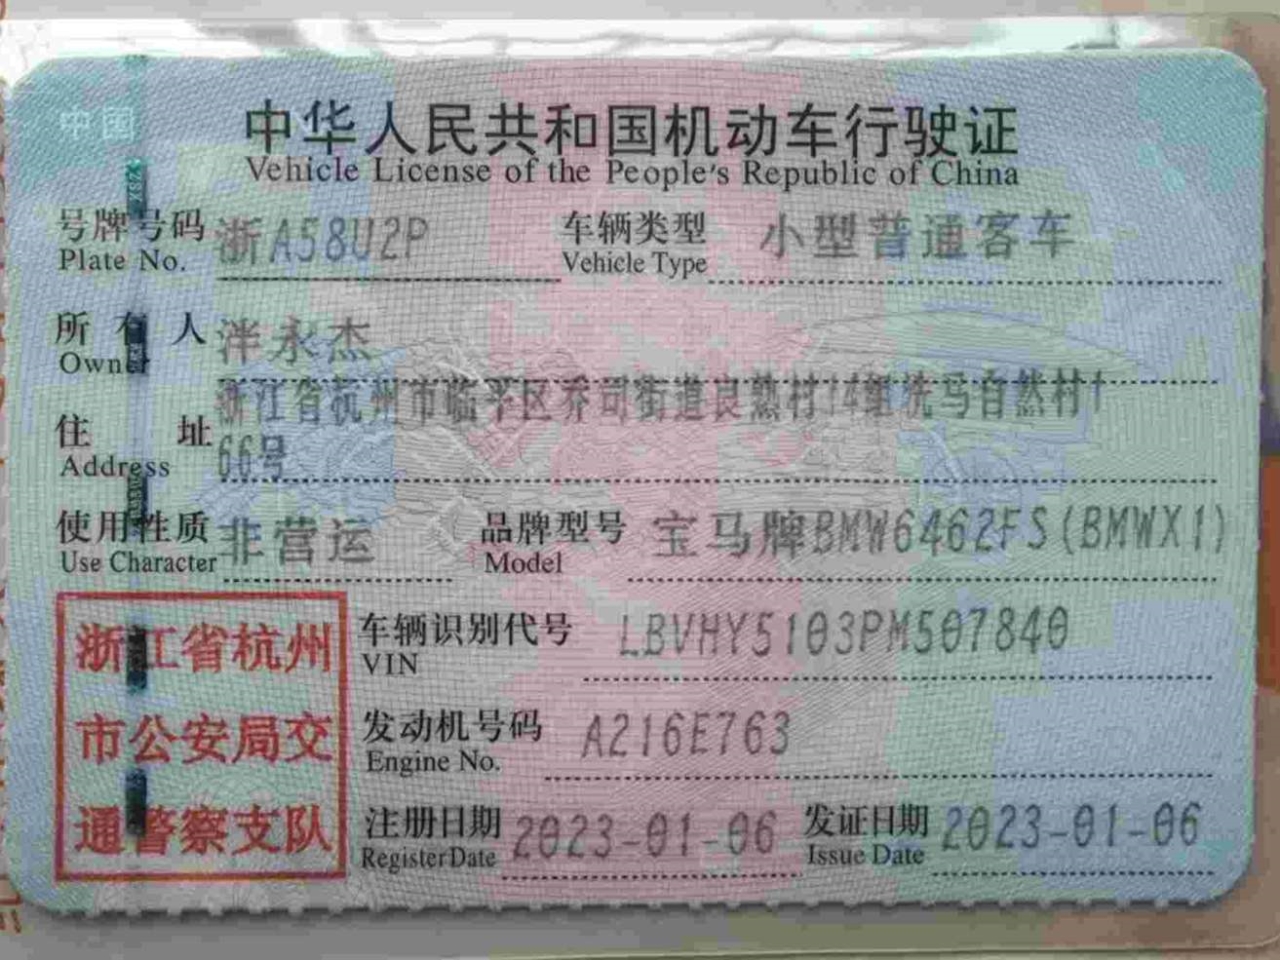 中国
中华人民共和国机动车行驶证
Vehicle License of the People's Republic of China
号牌号码 浙A58U2P 车辆类型 小型普通客车
Plate No. Vehicle Type
所有人 泮永杰
Owner
浙江省杭州市临平区乔司街道良熟村14组洗马自然村1
住址 66号
Address
使用性质 非营运 品牌型号 宝马牌BMW6462FS(BMWX1)
Use Character Model
浙江省杭州
市公安局交
通警察支队
车辆识别代号 LBVHY5103PM507840
VIN
发动机号码 A216E763
Engine No.
注册日期 2023-01-06 发证日期 2023-01-06
Register Date Issue Date